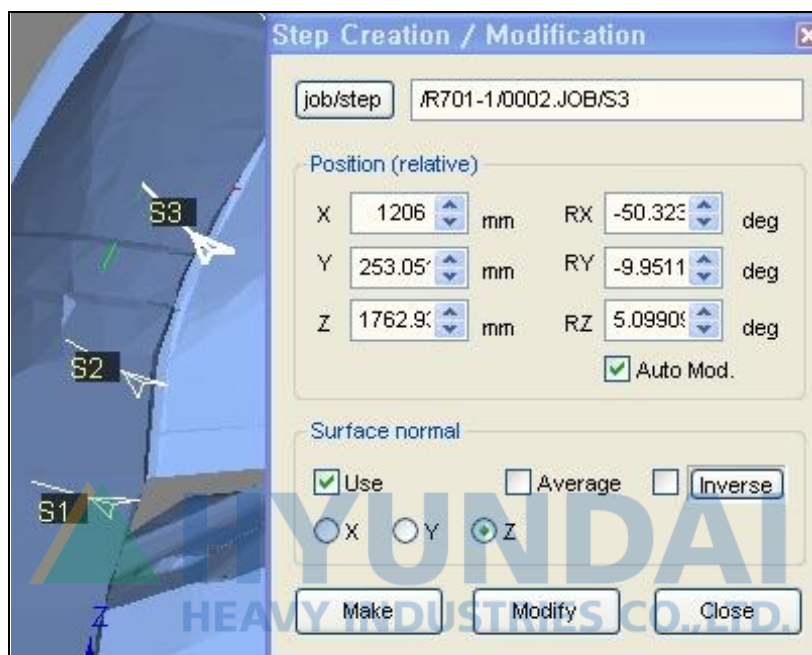 Step Creation / Modification
job/step /R701-1/0002.JOB/S3
Position (relative)
X 1206 mm RX -50.323 deg
Y 253.051 mm RY -9.9511 deg
Z 1762.93 mm RZ 5.09909 deg
Auto Mod.
Surface normal
Use Average Inverse
X Y Z
Make Modify Close
S3
S2
S1
Z
HYUNDAI
HEAVY INDUSTRIES CO.,LTD.